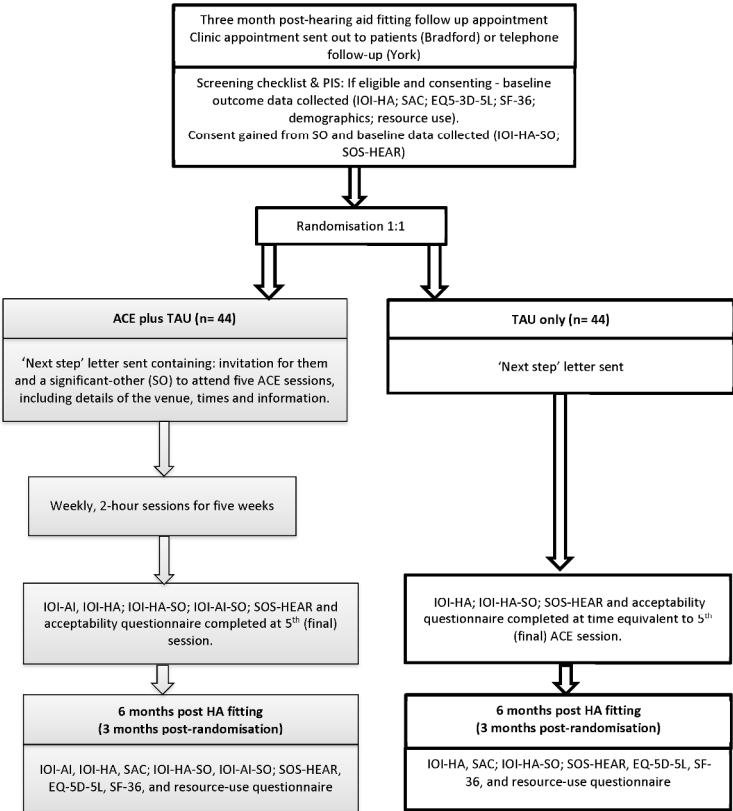 Three month post-hearing aid fitting follow up appointment
Clinic appointment sent out to patients (Bradford) or telephone
follow-up (York)
Screening checklist & PIS: If eligible and consenting - baseline
outcome data collected (IOI-HA; SAC; EQ5-3D-5L; SF-36;
demographics; resource use).
Consent gained from SO and baseline data collected (IOI-HA-SO;
SOS-HEAR)
Randomisation 1:1
ACE plus TAU (n= 44)
‘Next step’ letter sent containing: invitation for them
and a significant-other (SO) to attend five ACE sessions,
including details of the venue, times and information.
Weekly, 2-hour sessions for five weeks
IOI-AI, IOI-HA; IOI-HA-SO; IOI-AI-SO; SOS-HEAR and
acceptability questionnaire completed at 5th (final)
session.
6 months post HA fitting
(3 months post-randomisation)
IOI-AI, IOI-HA, SAC; IOI-HA-SO, IOI-AI-SO; SOS-HEAR,
EQ-5D-5L, SF-36, and resource-use questionnaire
TAU only (n= 44)
‘Next step’ letter sent
IOI-HA; IOI-HA-SO; SOS-HEAR and acceptability
questionnaire completed at time equivalent to 5th
(final) ACE session.
6 months post HA fitting
(3 months post-randomisation)
IOI-HA, SAC; IOI-HA-SO; SOS-HEAR, EQ-5D-5L, SF-
36, and resource-use questionnaire